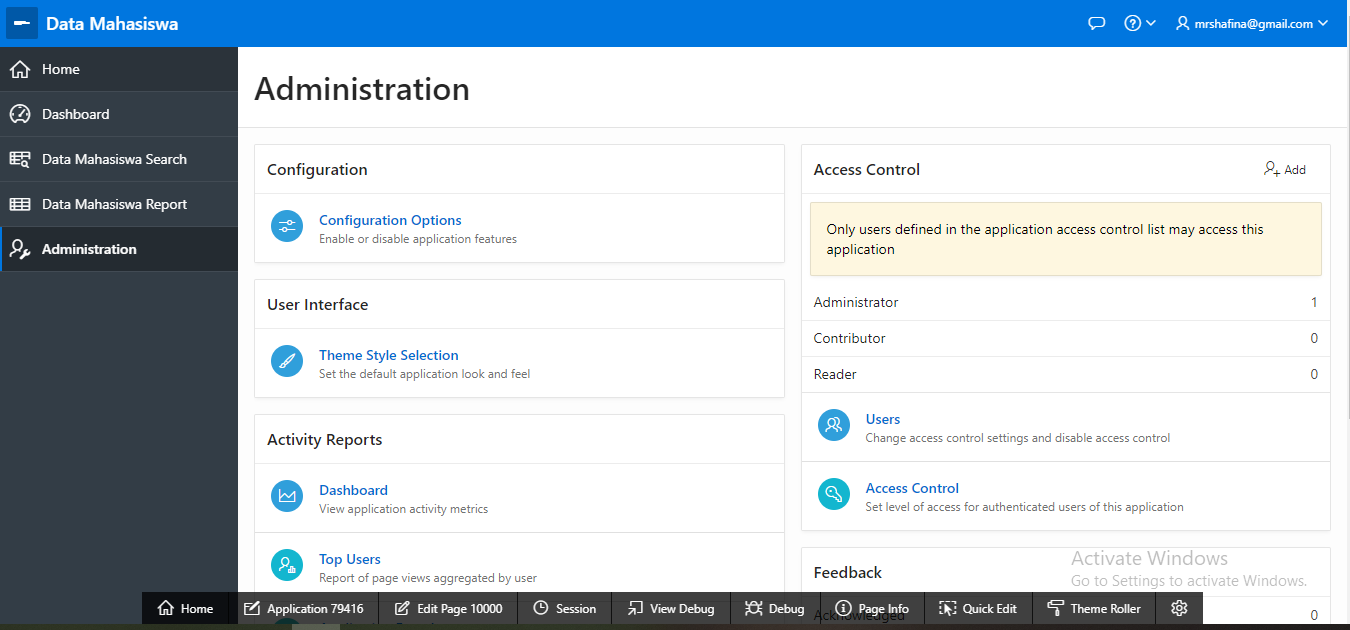 Data Mahasiswa
mrshafina@gmail.com
Home
Dashboard
Data Mahasiswa Search
Data Mahasiswa Report
Administration
Administration
Configuration
Configuration Options
Enable or disable application features
User Interface
Theme Style Selection
Set the default application look and feel
Activity Reports
Dashboard
View application activity metrics
Top Users
Report of page views aggregated by user
Access Control
Add
Only users defined in the application access control list may access this
application
Administrator 1
Contributor 0
Reader 0
Users
Change access control settings and disable access control
Access Control
Set level of access for authenticated users of this application
Feedback
Acknowledged 0
Activate Windows
Go to Settings to activate Windows.
Home Application 79416 Edit Page 10000 Session View Debug Debug Page Info Quick Edit Theme Roller